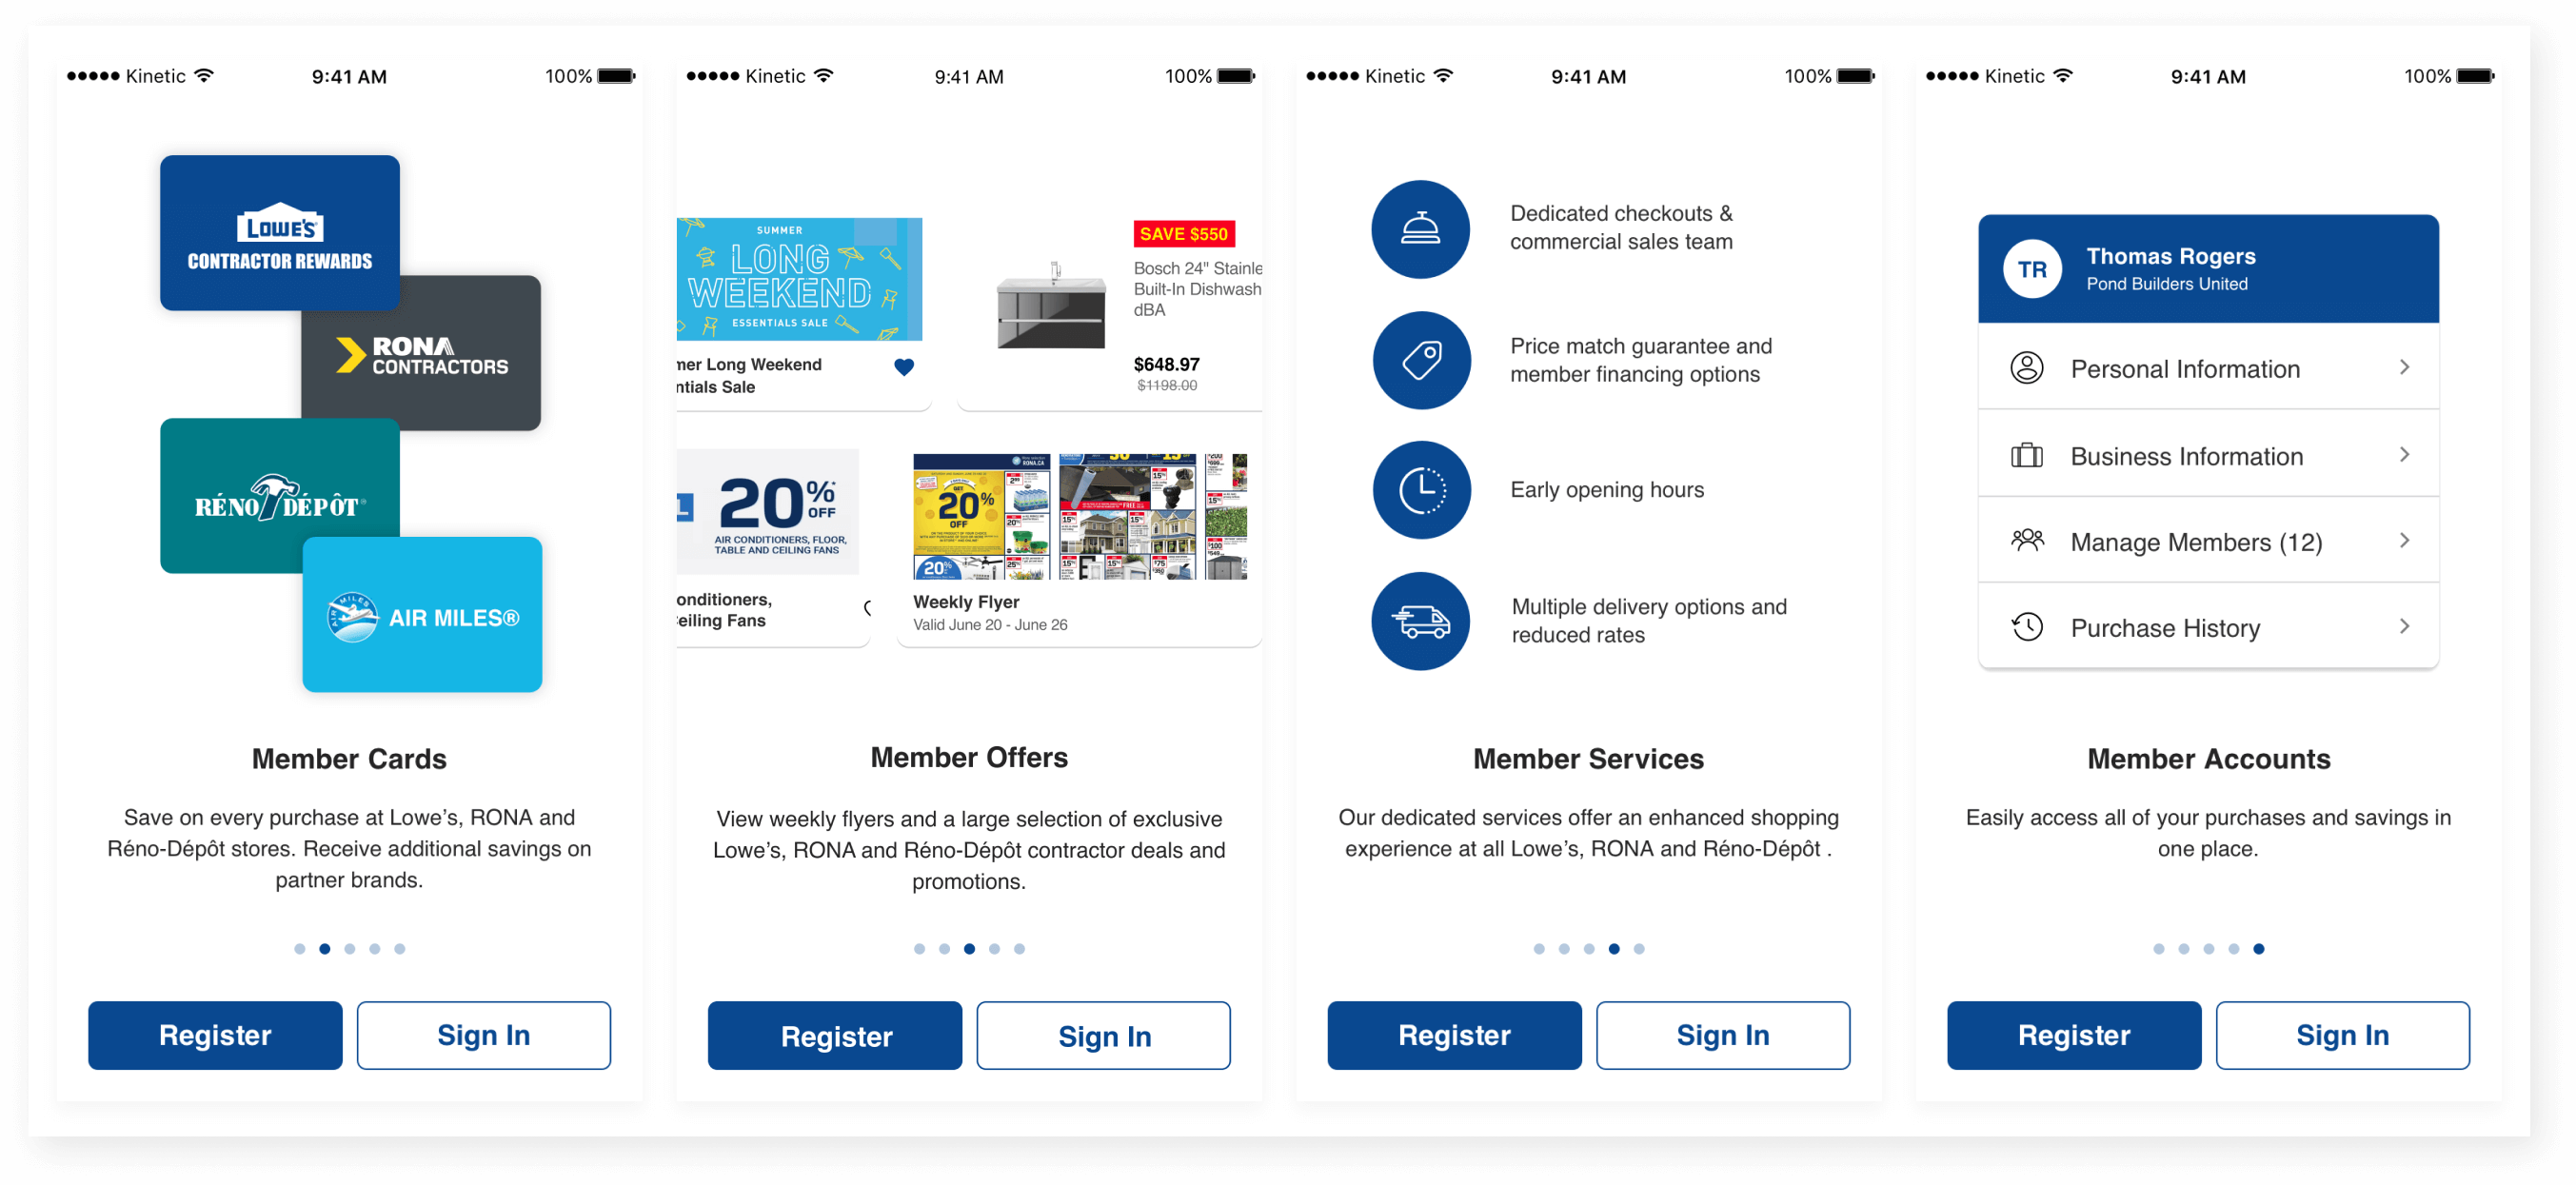 Kinetic 9:41 AM 100%
LOWE'S
CONTRACTOR REWARDS
RONA
CONTRACTORS
RÉNO DÉPÔT
AIR MILES
AIR MILES®
Member Cards
Save on every purchase at Lowe's, RONA and
Réno-Dépôt stores. Receive additional savings on
partner brands.
Register
Sign In
Kinetic 9:41 AM 100%
SUMMER
LONG
WEEKEND
ESSENTIALS SALE
mer Long Weekend
ntials Sale
SAVE $550
Bosch 24" Stainle
Built-In Dishwash
dBA
$648.97
$1198.00
20%*
OFF
AIR CONDITIONERS, FLOOR,
TABLE AND CEILING FANS
onditioners,
eiling Fans
RONA.CA
GET
20%
OFF
20%
Weekly Flyer
Valid June 20 - June 26
Member Offers
View weekly flyers and a large selection of exclusive
Lowe's, RONA and Réno-Dépôt contractor deals and
promotions.
Register
Sign In
Kinetic 9:41 AM 100%
Dedicated checkouts &
commercial sales team
Price match guarantee and
member financing options
Early opening hours
Multiple delivery options and
reduced rates
Member Services
Our dedicated services offer an enhanced shopping
experience at all Lowe's, RONA and Réno-Dépôt .
Register
Sign In
Kinetic 9:41 AM 100%
TR
Thomas Rogers
Pond Builders United
Personal Information
Business Information
Manage Members (12)
Purchase History
Member Accounts
Easily access all of your purchases and savings in
one place.
Register
Sign In